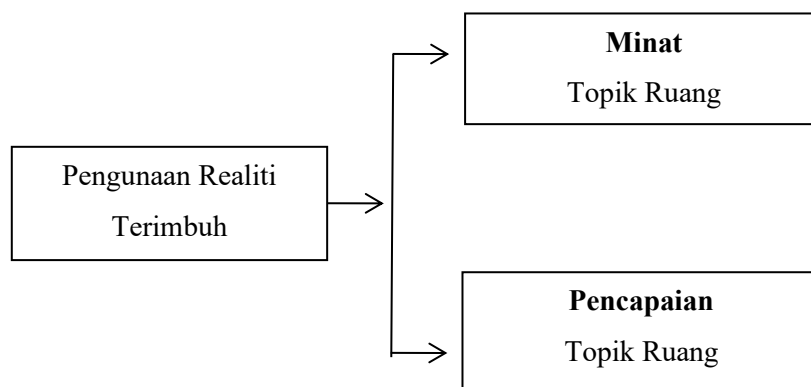 Minat
Topik Ruang
Pengunaan Realiti
Terimbuh
Pencapaian
Topik Ruang